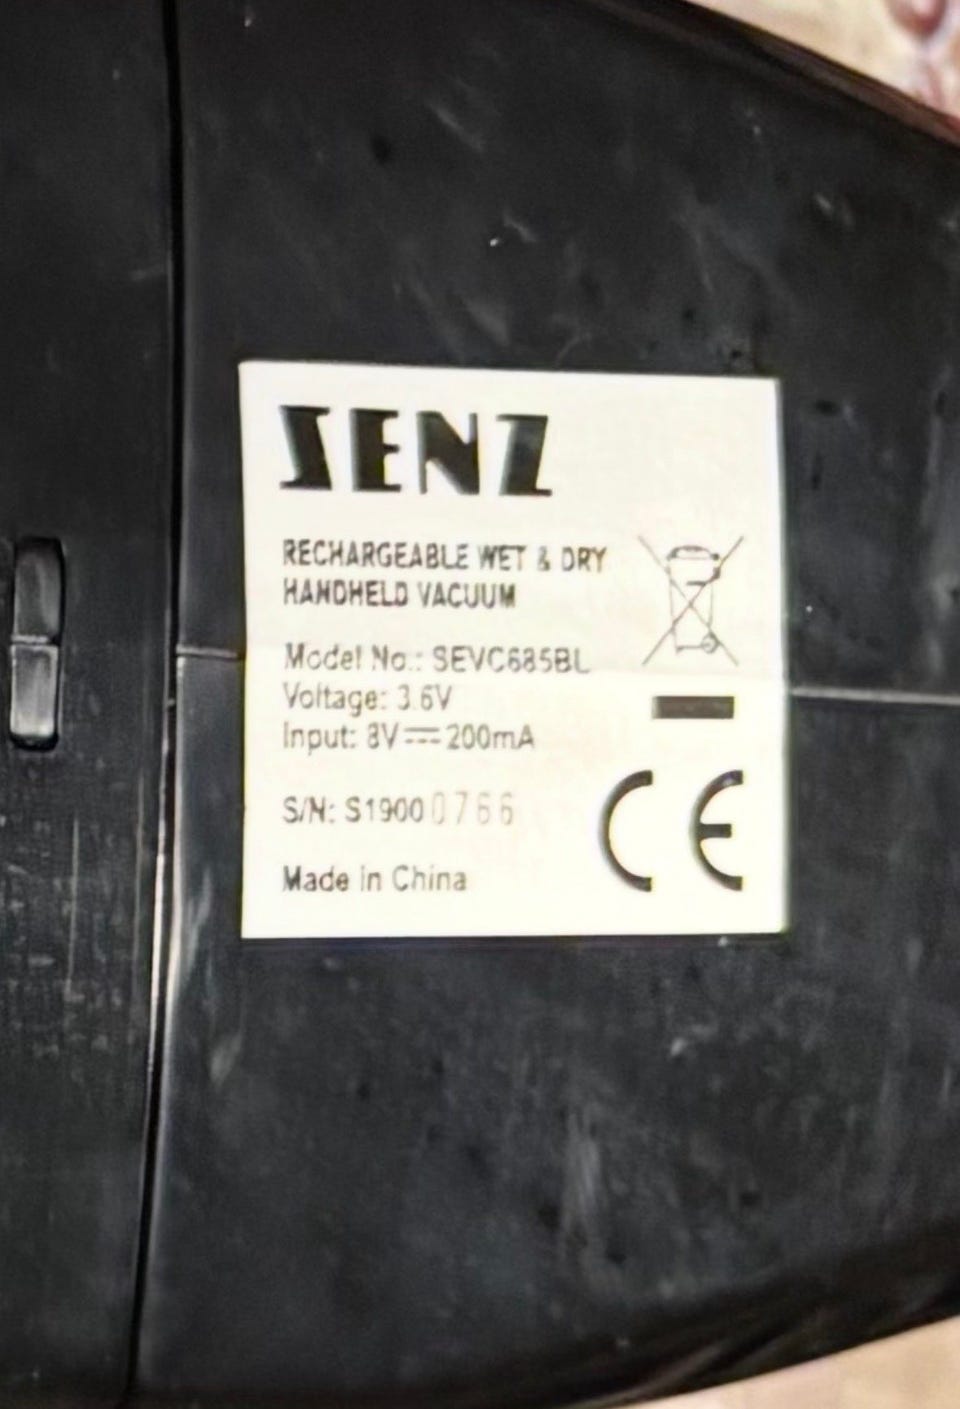 SENZ
RECHARGEABLE WET & DRY
HANDHELD VACUUM
Model No.: SEVC685BL
Voltage: 3.6V
Input: 8V⎓200mA
S/N: S19000766
Made in China
CE